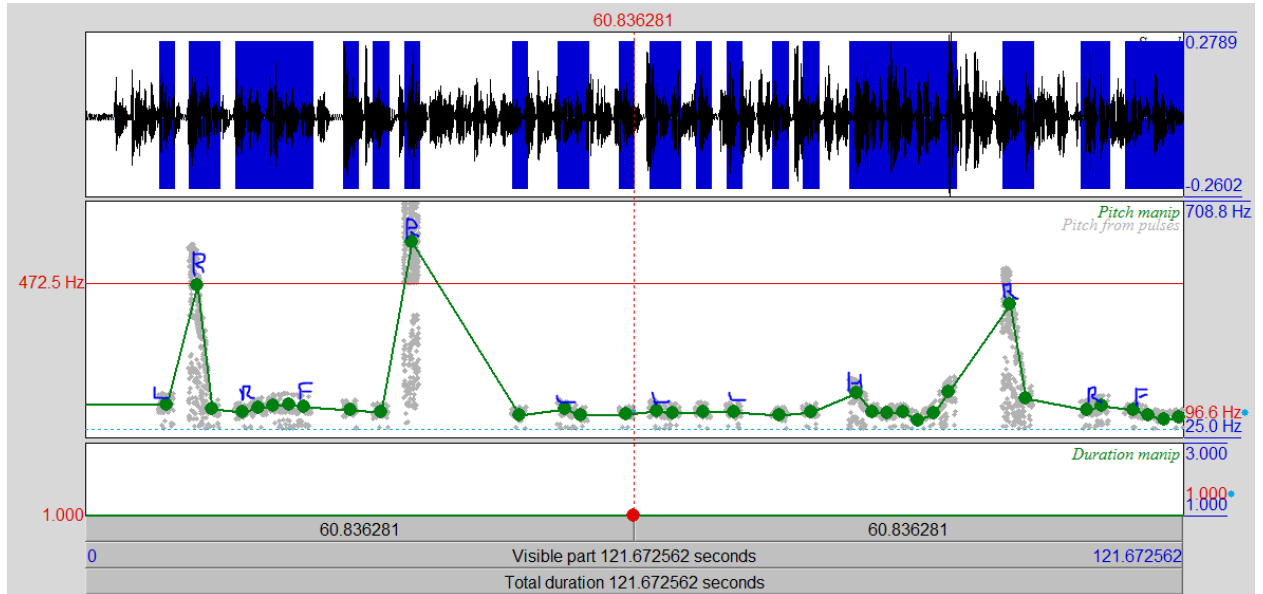 60.836281
0.2789
-0.2602
Pitch manip
Pitch from pulses
708.8 Hz
R
R
472.5 Hz
R
L R F L L L H R F
96.6 Hz
25.0 Hz
Duration manip
3.000
1.000
1.000
1.000
60.836281 60.836281
0 Visible part 121.672562 seconds 121.672562
Total duration 121.672562 seconds